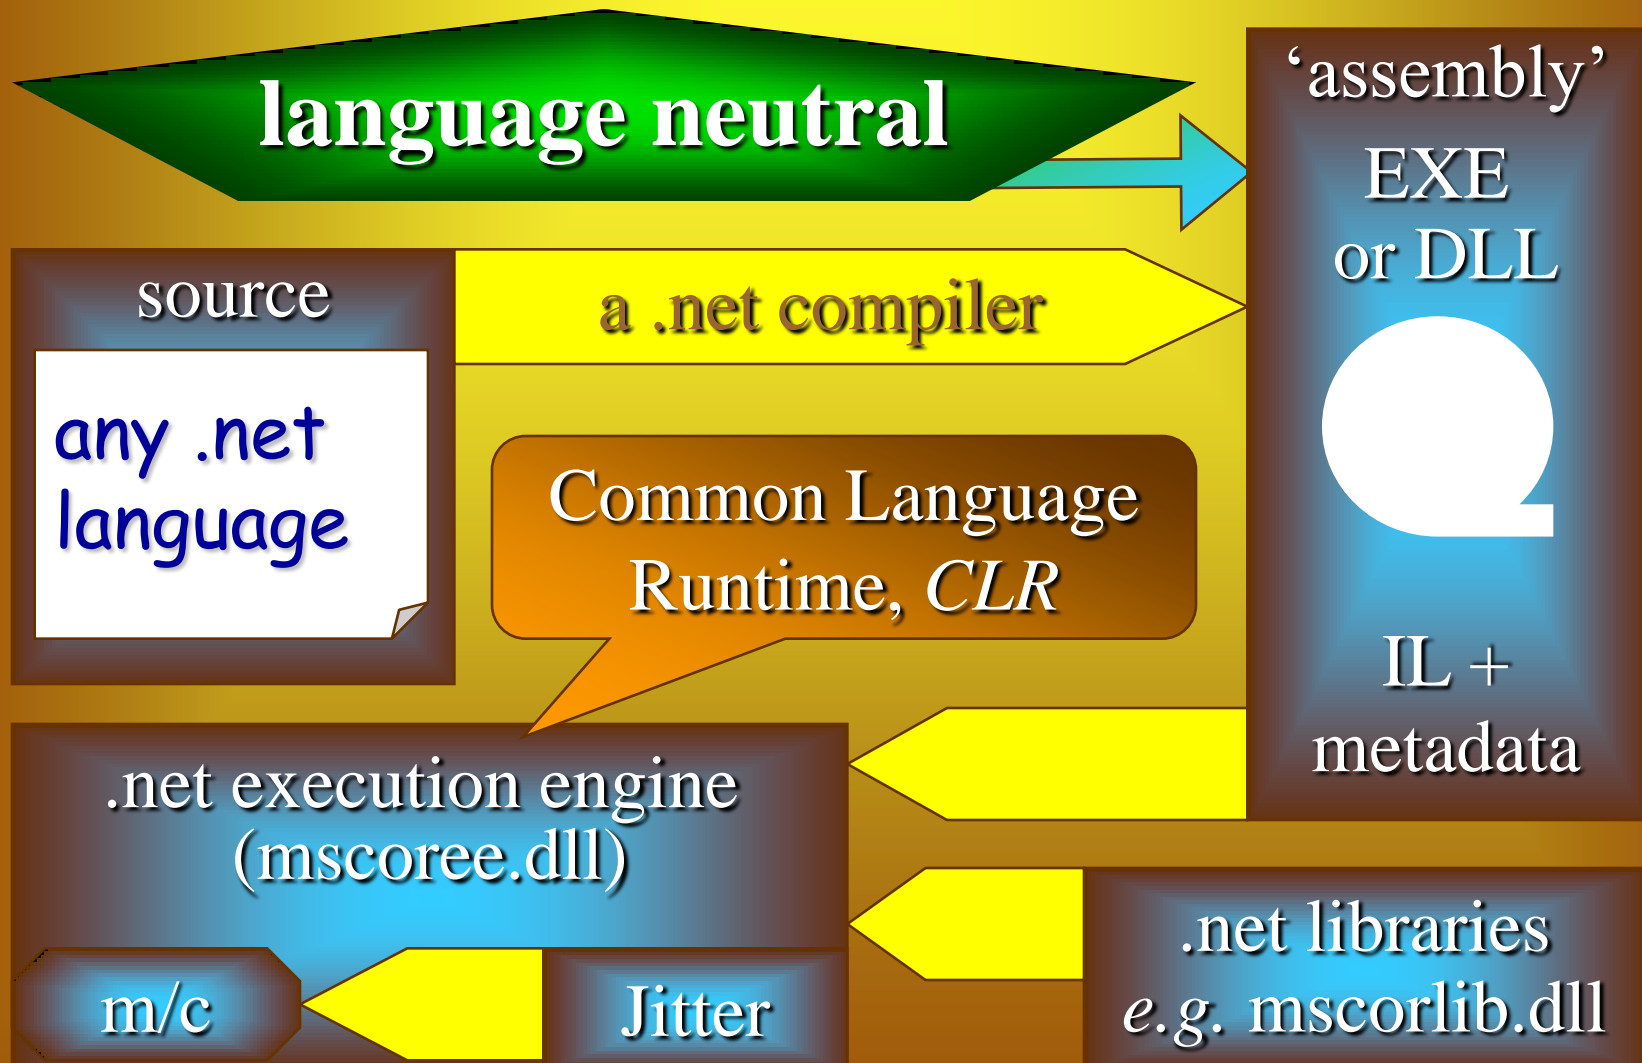 language neutral
‘assembly’
EXE
or DLL
source
a .net compiler
any .net
language
Common Language
Runtime, CLR
IL +
metadata
.net execution engine
(mscoree.dll)
.net libraries
e.g. mscorlib.dll
m/c
Jitter